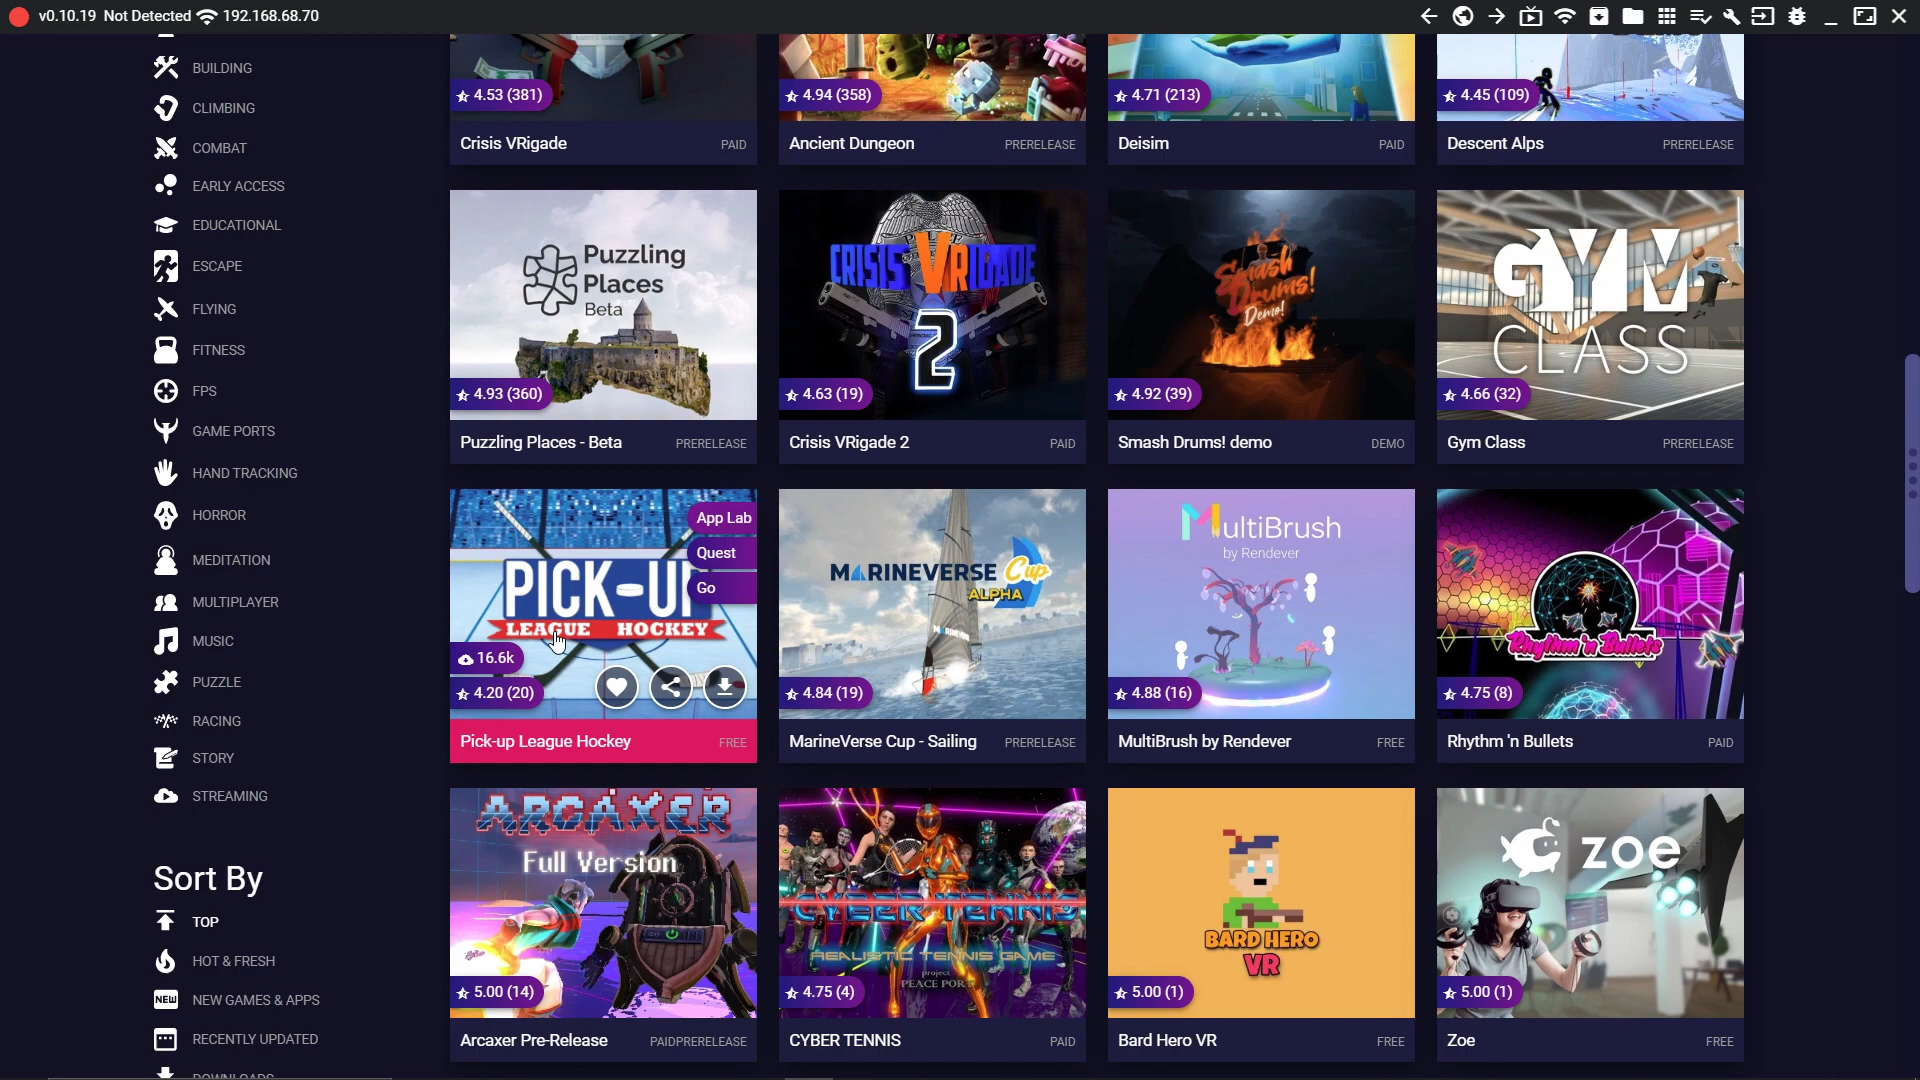 v0.10.19 Not Detected 192.168.68.70
BUILDING
CLIMBING
COMBAT
EARLY ACCESS
EDUCATIONAL
ESCAPE
FLYING
FITNESS
FPS
GAME PORTS
HAND TRACKING
HORROR
MEDITATION
MULTIPLAYER
MUSIC
PUZZLE
RACING
STORY
STREAMING
Sort By
TOP
HOT & FRESH
NEW
NEW GAMES & APPS
RECENTLY UPDATED
DOWNLOADS
4.53 (381)
Crisis VRigade PAID
4.94 (358)
Ancient Dungeon PRERELEASE
4.71 (213)
Deisim PAID
4.45 (109)
Descent Alps PRERELEASE
Puzzling
Places
Beta
4.93 (360)
Puzzling Places - Beta PRERELEASE
CRISIS VRIGADE
2
4.63 (19)
Crisis VRigade 2 PAID
Smash
Drums!
Demo!
4.92 (39)
Smash Drums! demo DEMO
GYM
CLASS
4.66 (32)
Gym Class PRERELEASE
App Lab
Quest
Go
PICK-U
LEAGUE HOCKEY
16.6k
4.20 (20)
Pick-up League Hockey FREE
MARINEVERSE Cup
ALPHA
4.84 (19)
MarineVerse Cup - Sailing PRERELEASE
MultiBrush
by Rendever
4.88 (16)
MultiBrush by Rendever FREE
Rhythm 'n Bullets
4.75 (8)
Rhythm 'n Bullets PAID
ARCAXER
Full Version
5.00 (14)
Arcaxer Pre-Release PAIDPRERELEASE
CYBER TENNIS
REALISTIC TENNIS GAME
project
PEACE PORT
4.75 (4)
CYBER TENNIS PAID
BARD HERO
VR
5.00 (1)
Bard Hero VR FREE
zoe
5.00 (1)
Zoe FREE